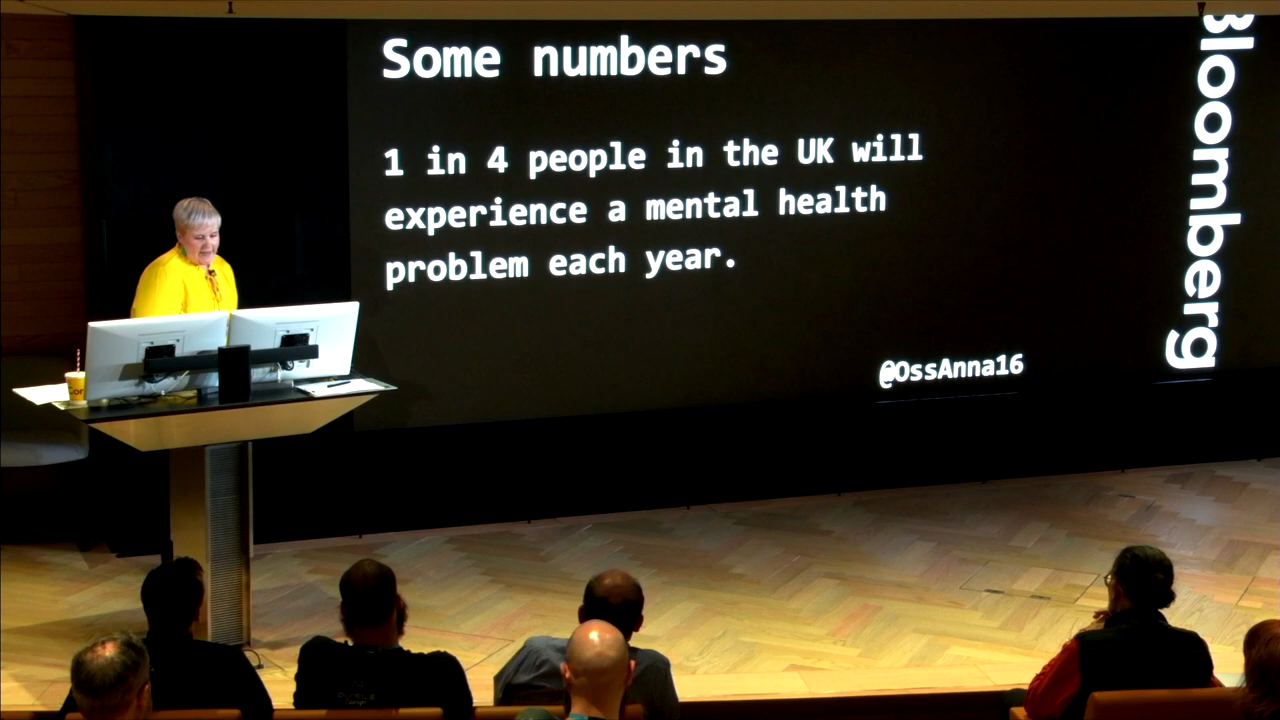 Some numbers
1 in 4 people in the UK will
experience a mental health
problem each year.
@OssAnna16
Bloomberg